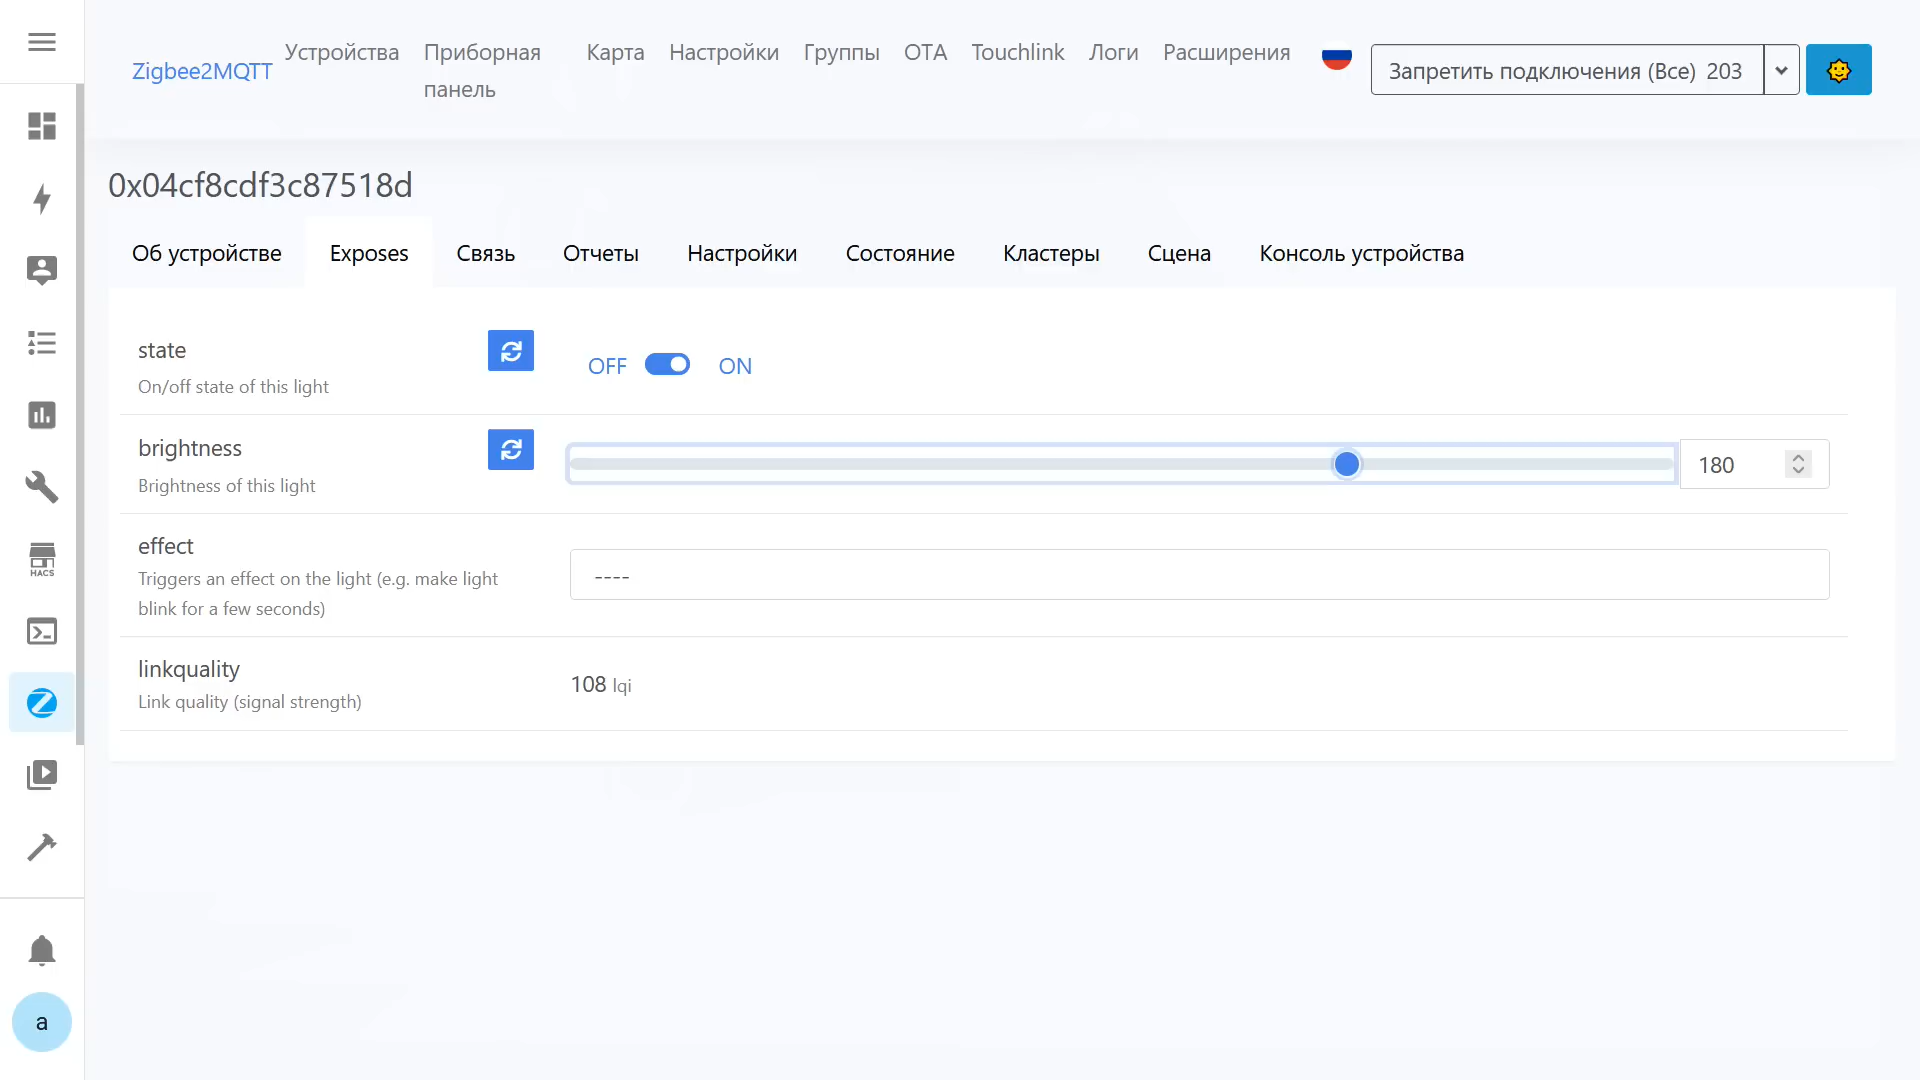 Zigbee2MQTT
Устройства
Приборная
панель
Карта
Настройки
Группы
OTA
Touchlink
Логи
Расширения
Запретить подключения (Все) 203
0x04cf8cdf3c87518d
Об устройстве
Exposes
Связь
Отчеты
Настройки
Состояние
Кластеры
Сцена
Консоль устройства
state
On/off state of this light
OFF
ON
brightness
Brightness of this light
180
effect
Triggers an effect on the light (e.g. make light
blink for a few seconds)
----
linkquality
Link quality (signal strength)
108 lqi
HACS
a